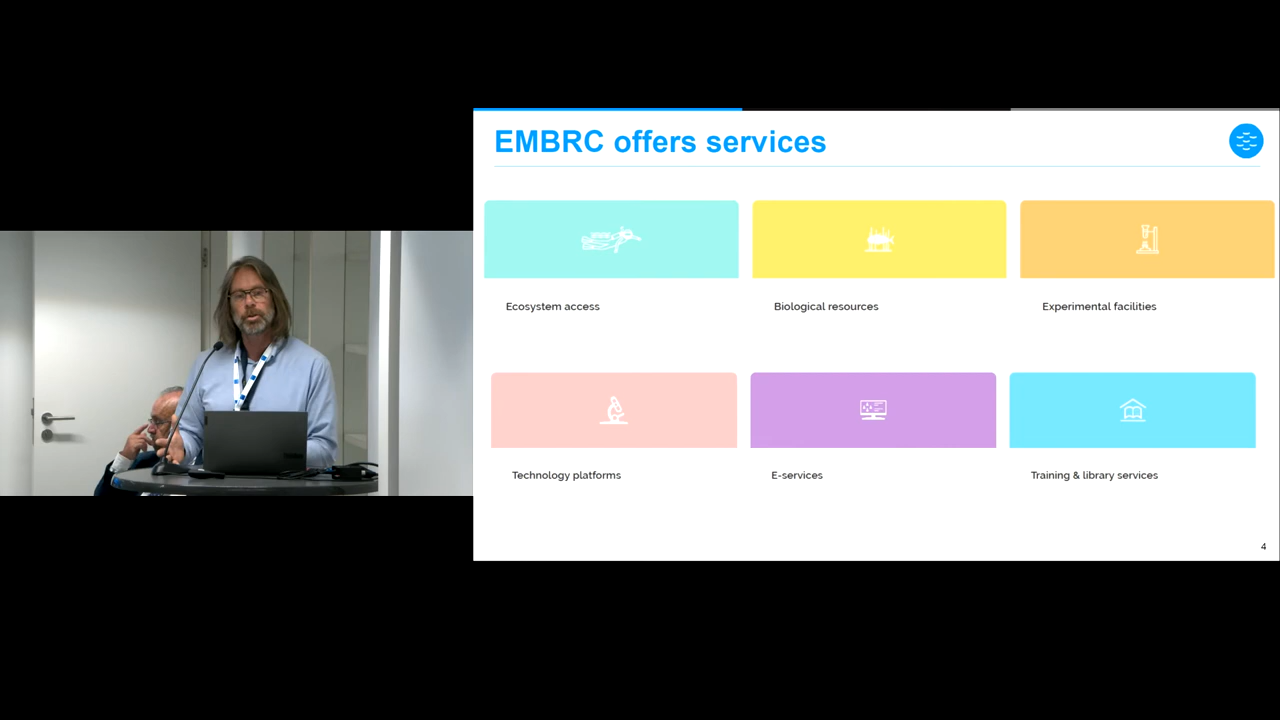 EMBRC offers services
Ecosystem access
Biological resources
Experimental facilities
Technology platforms
E-services
Training & library services
4